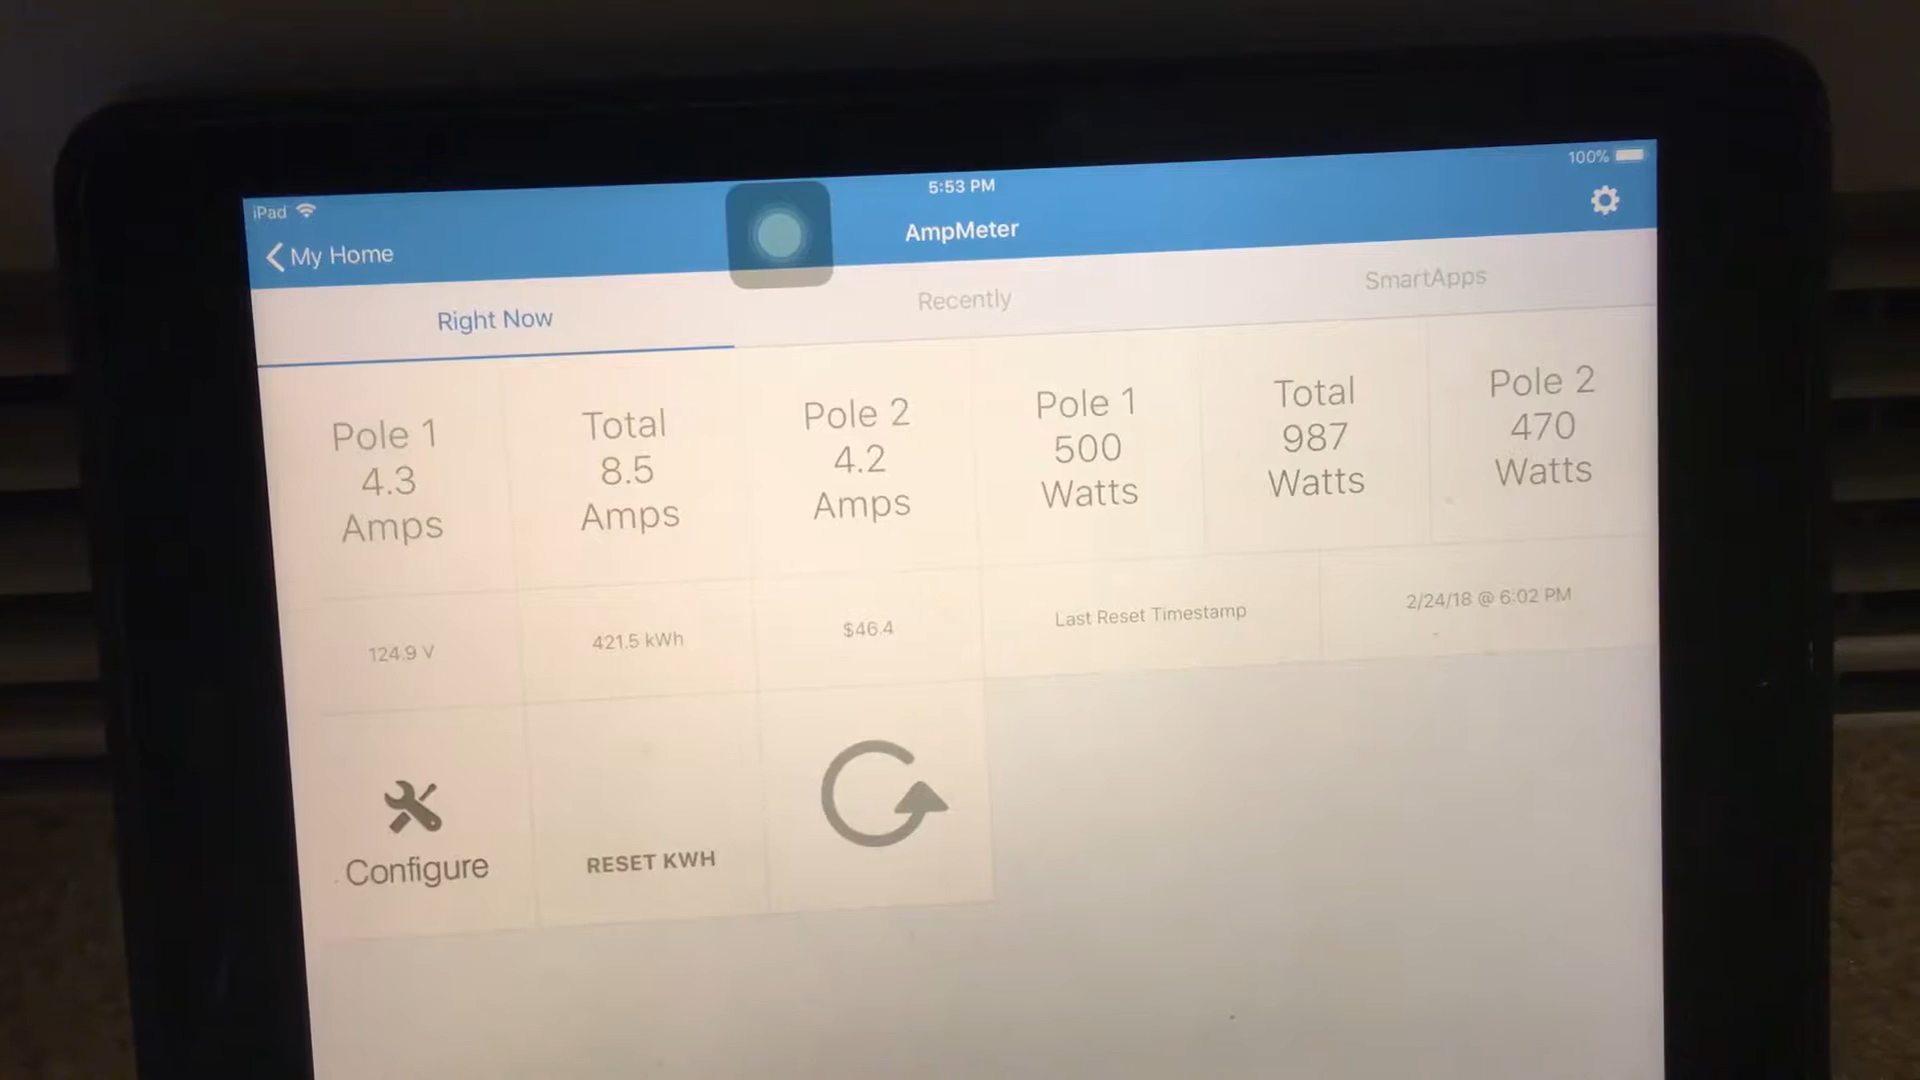 iPad
5:53 PM
100%
My Home
AmpMeter
Right Now
Recently
SmartApps
Pole 1
4.3
Amps
Total
8.5
Amps
Pole 2
4.2
Amps
Pole 1
500
Watts
Total
987
Watts
Pole 2
470
Watts
124.9 V
421.5 kWh
$46.4
Last Reset Timestamp
2/24/18 @ 6:02 PM
Configure
RESET KWH